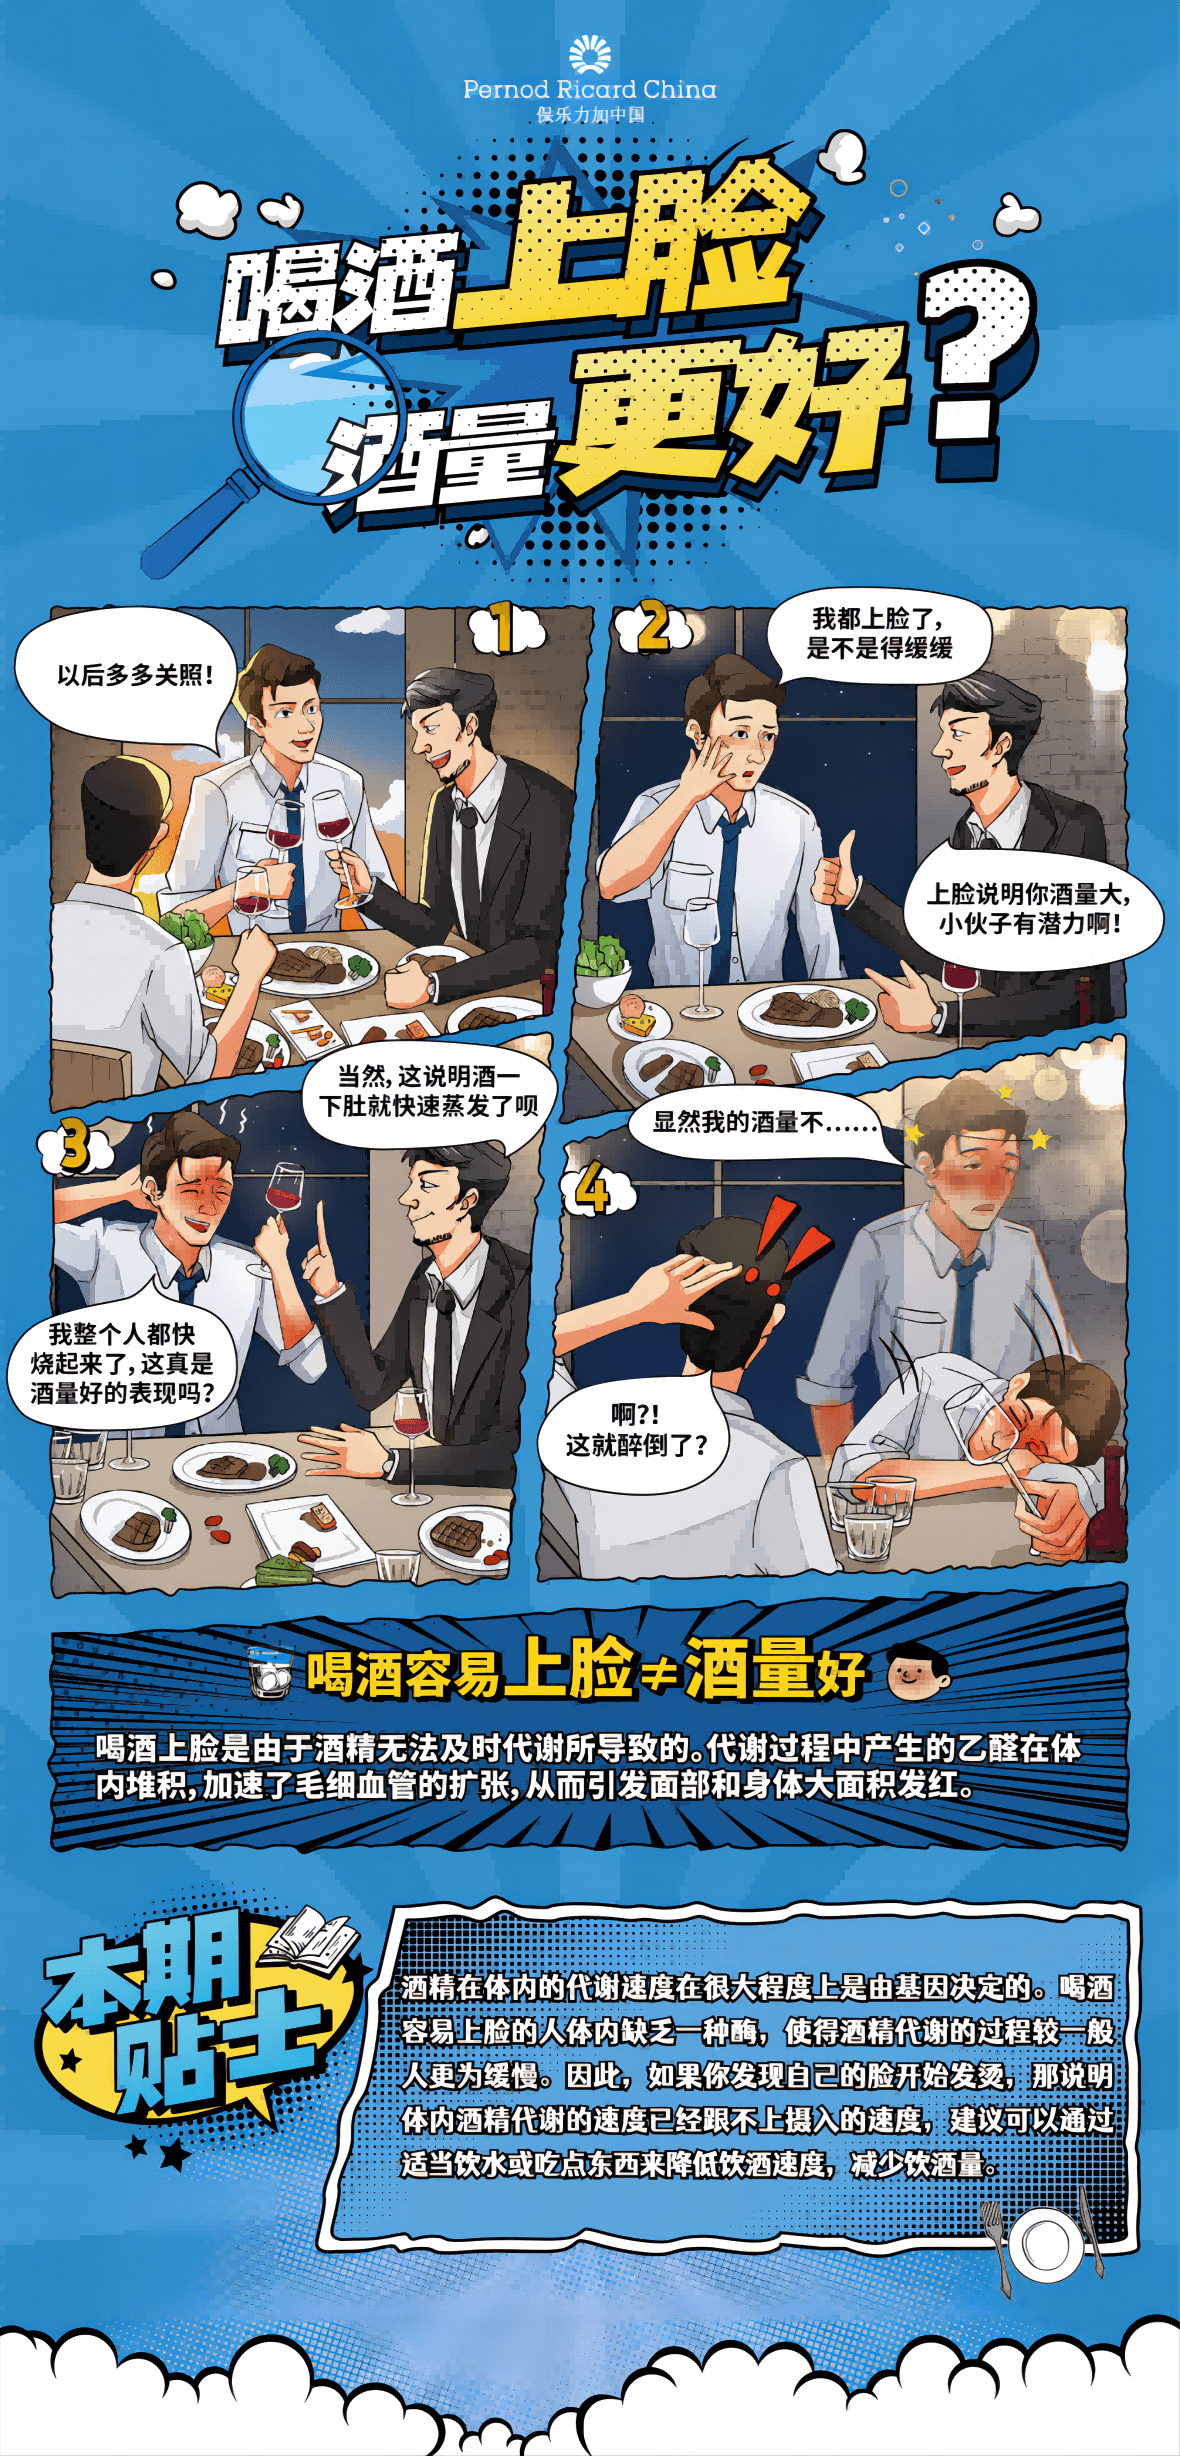 Pernod Ricard China
保乐力加中国
喝酒上脸
酒量更好？
1
以后多多关照！
2
我都上脸了，
是不是得缓缓
上脸说明你酒量大，
小伙子有潜力啊！
3
当然，这说明酒一
下肚就快速蒸发了呗
我整个人都快
烧起来了，这真是
酒量好的表现吗？
4
显然我的酒量不……
啊？！
这就醉倒了？
喝酒容易上脸≠酒量好
喝酒上脸是由于酒精无法及时代谢所导致的。代谢过程中产生的乙醛在体
内堆积，加速了毛细血管的扩张，从而引发面部和身体大面积发红。
本期
贴士
酒精在体内的代谢速度在很大程度上是由基因决定的。喝酒
容易上脸的人体内缺乏一种酶，使得酒精代谢的过程较一般
人更为缓慢。因此，如果你发现自己的脸开始发烫，那说明
体内酒精代谢的速度已经跟不上摄入的速度，建议可以通过
适当饮水或吃点东西来降低饮酒速度，减少饮酒量。